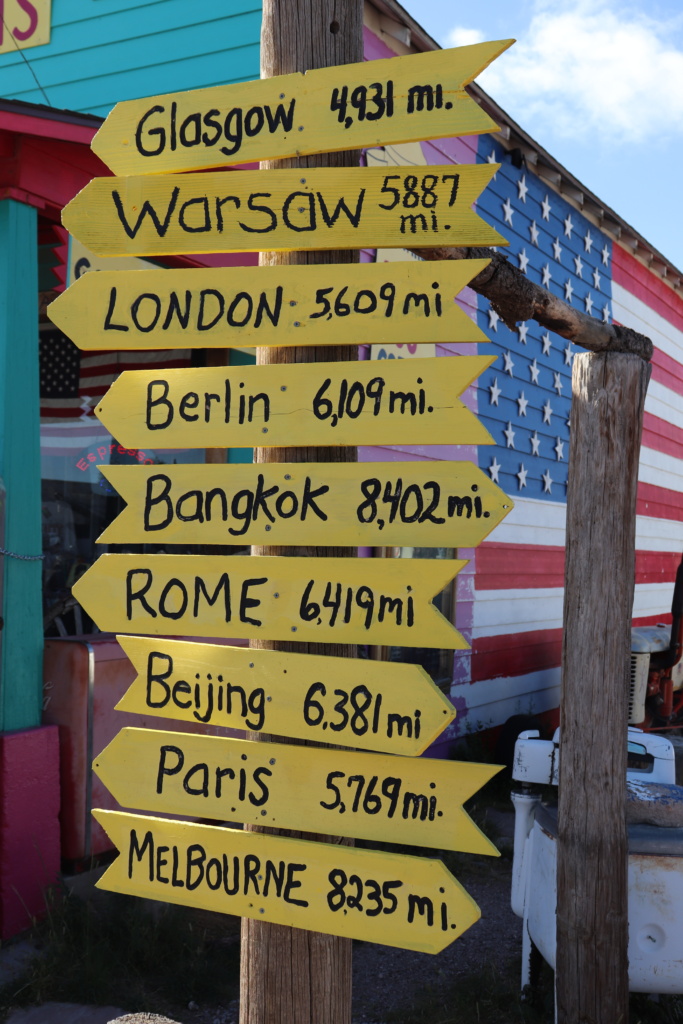 S
Glasgow 4,931 mi.
Warsaw 5887
mi.
LONDON 5,609 mi
Berlin 6,109 mi.
Espresso
Bangkok 8,402 mi.
ROME 6,419 mi
Beijing 6,381 mi
Paris 5,769 mi.
MELBOURNE 8,235 mi.